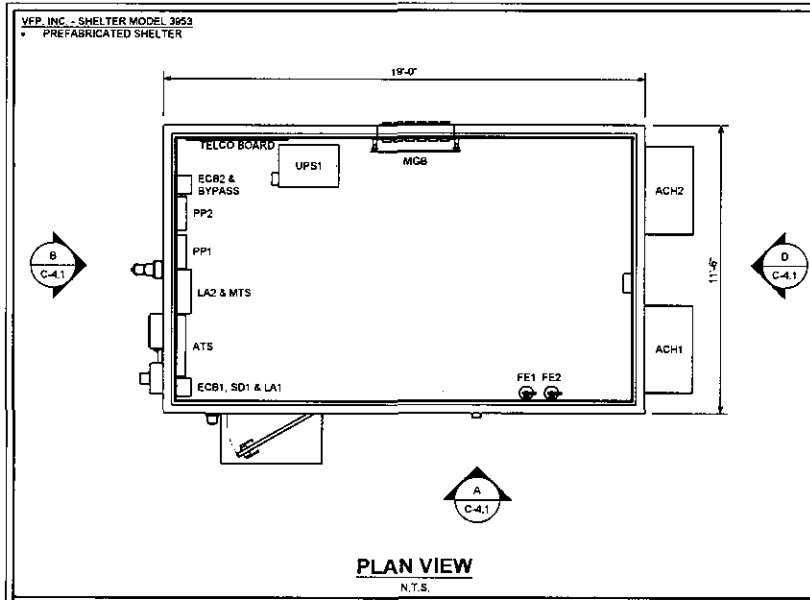 VFP, INC. - SHELTER MODEL 3953
• PREFABRICATED SHELTER
19'-0"
TELCO BOARD
UPS1
MGB
ECB2 &
BYPASS
ACH2
PP2
B
C-4.1
PP1
D
C-4.1
11'-6"
LA2 & MTS
ATS
ACH1
FE1 FE2
ECB1, SD1 & LA1
A
C-4.1
PLAN VIEW
N.T.S.